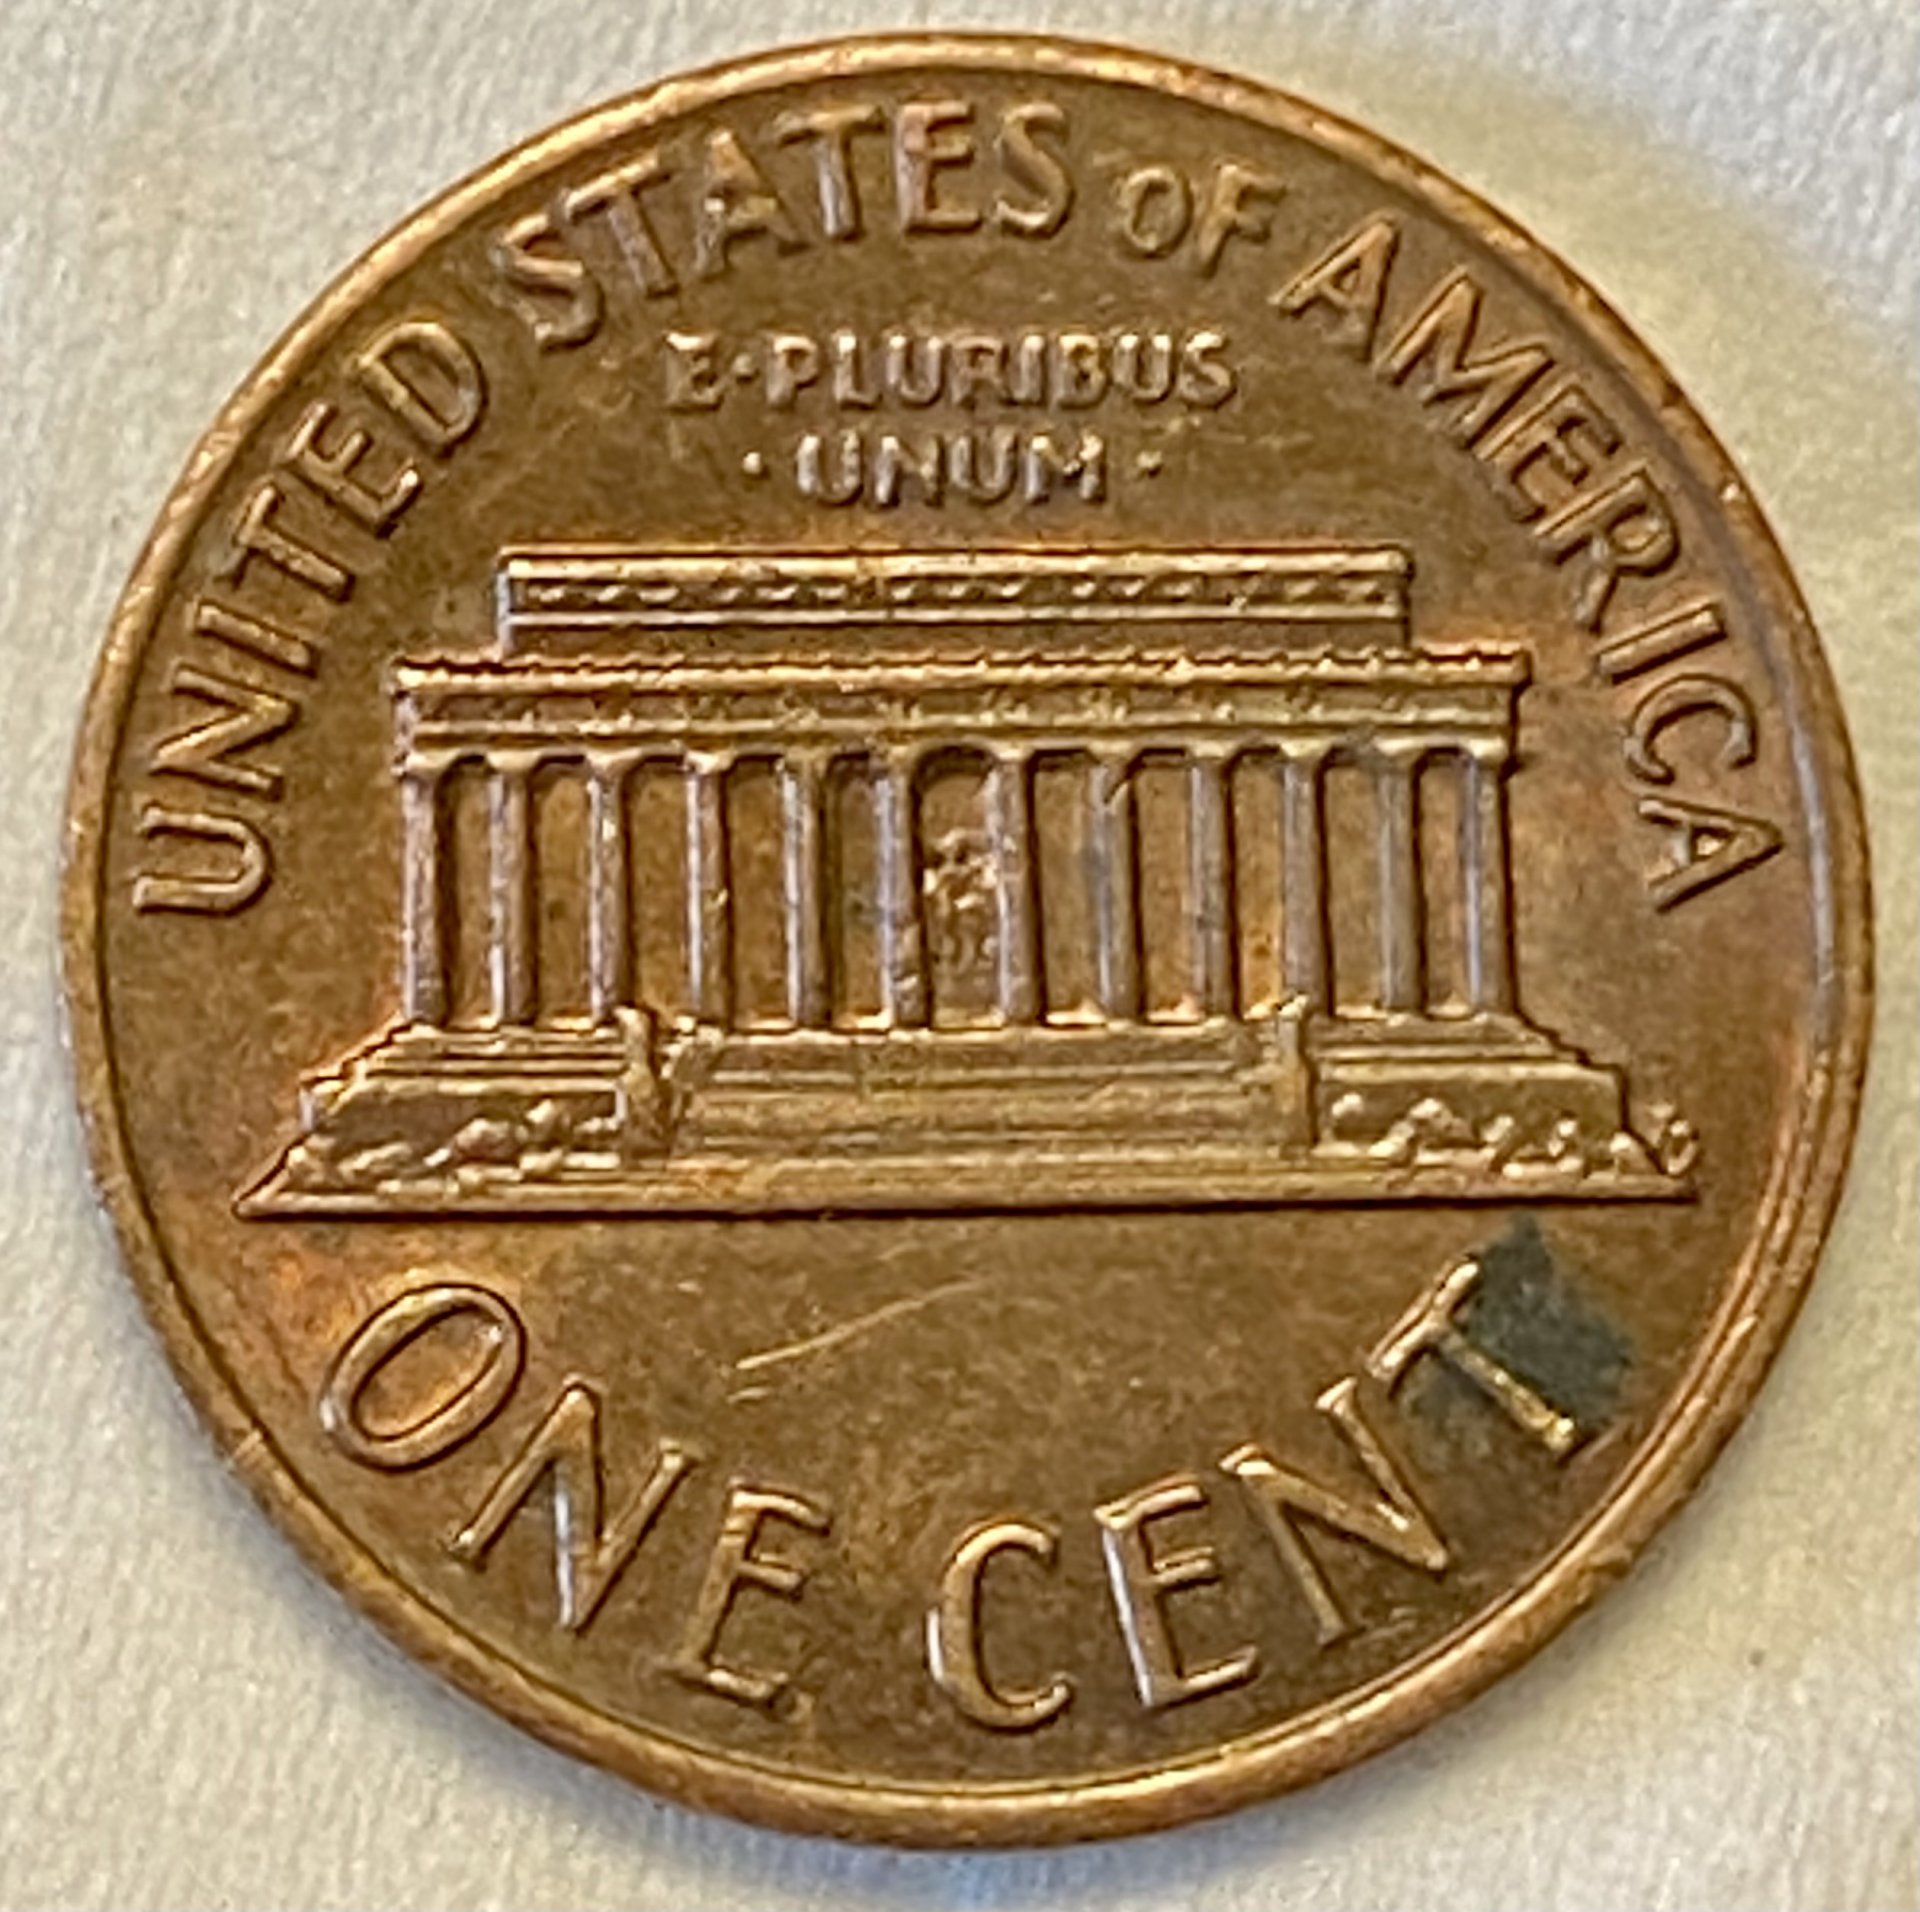 UNITED STATES OF AMERICA
E·PLURIBUS
·UNUM·
ONE CENT